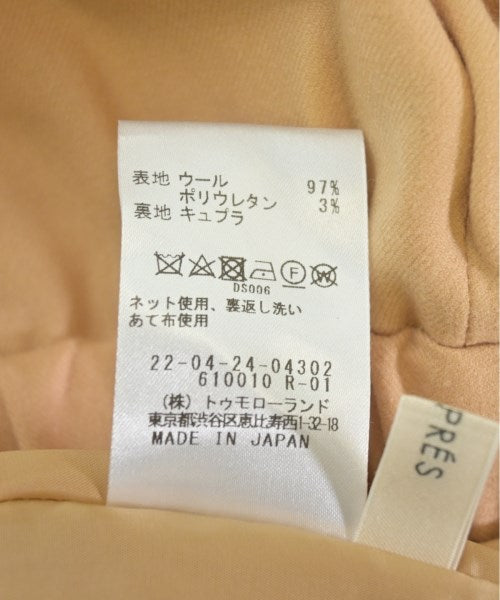 表地 ウール 97%
ポリウレタン 3%
裏地 キュプラ
F W
DS006
ネット使用、裏返し洗い
あて布使用
22-04-24-04302
610010 R-01
(株) トゥモローランド
東京都渋谷区恵比寿西1-32-18
MADE IN JAPAN
PRÉS